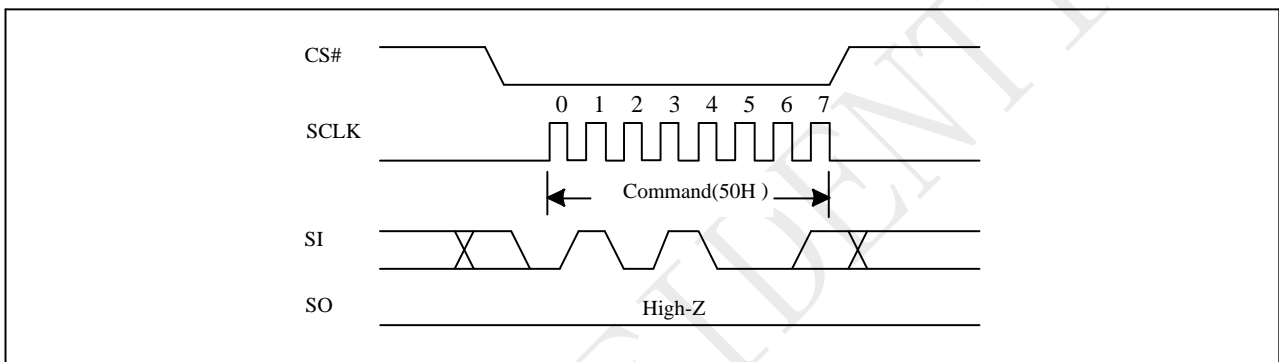 CS#
0 1 2 3 4 5 6 7
SCLK
Command(50H )
SI
SO High-Z